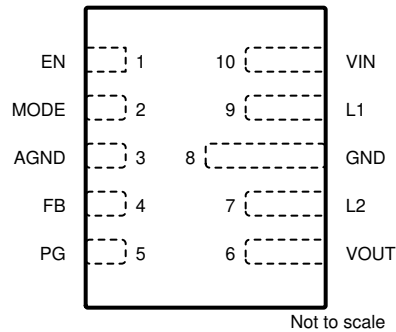 EN 1 10 VIN
MODE 2 9 L1
AGND 3 8 GND
FB 4 7 L2
PG 5 6 VOUT
Not to scale